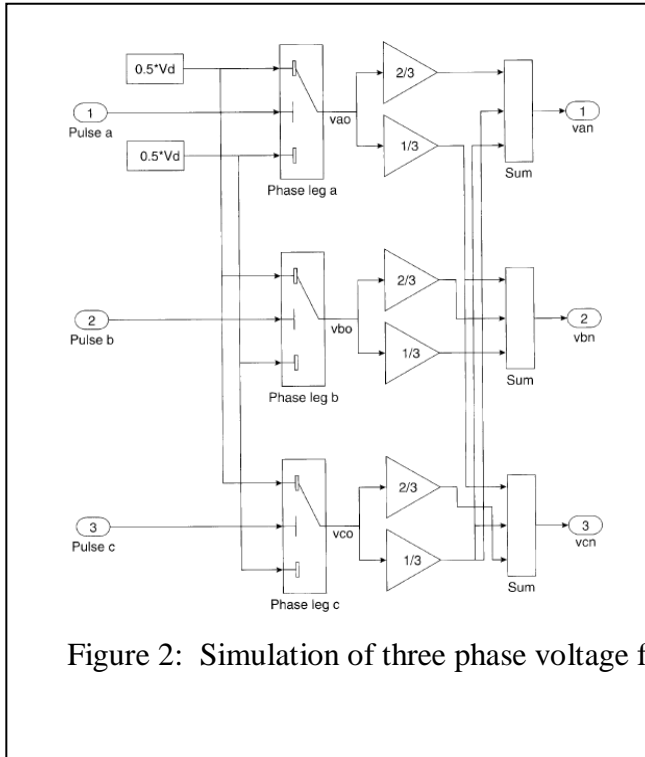 0.5*Vd
1
Pulse a
0.5*Vd
Phase leg a
vao
2/3
1/3
Sum
1
van
2
Pulse b
Phase leg b
vbo
2/3
1/3
Sum
2
vbn
3
Pulse c
Phase leg c
vco
2/3
1/3
Sum
3
vcn
Figure 2: Simulation of three phase voltage f